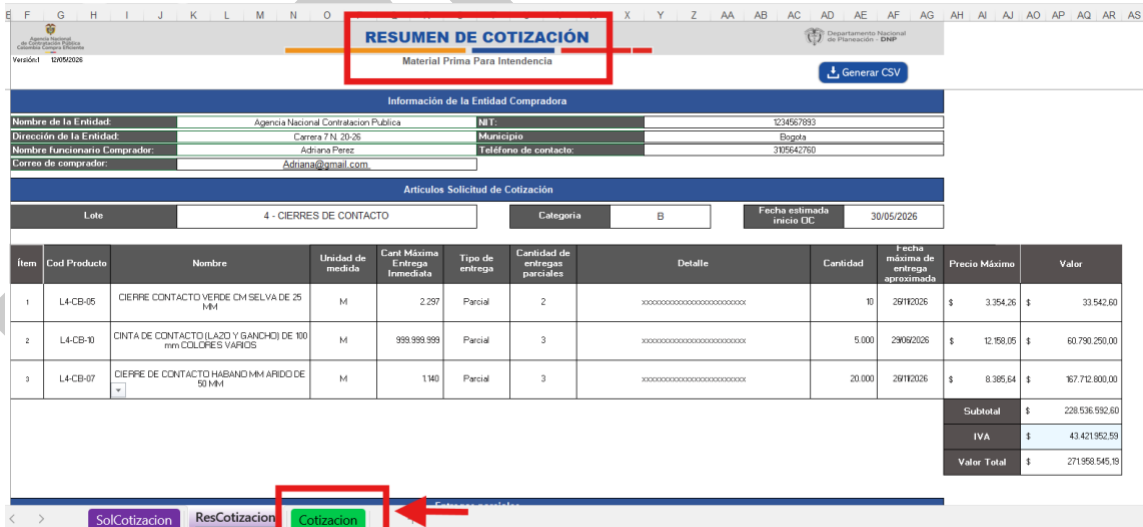 E F G H I J K L M N O X Y Z AA AB AC AD AE AF AG AH AI AJ AO AP AQ AR AS
Agencia Nacional
de Contratación Pública
Colombia Compra Eficiente
RESUMEN DE COTIZACIÓN
Departamento Nacional
de Planeación - DNP
Versión:1 12/05/2026
Material Prima Para Intendencia
Generar CSV
Información de la Entidad Compradora
Nombre de la Entidad: Agencia Nacional Contratacion Publica NIT: 1234567893
Dirección de la Entidad: Carrera 7 N. 20-26 Municipio Bogota
Nombre funcionario Comprador: Adriana Perez Teléfono de contacto: 3105642760
Correo de comprador: Adriana@gmail.com
Artículos Solicitud de Cotización
Lote 4 - CIERRES DE CONTACTO Categoria B Fecha estimada inicio OC 30/05/2026
Ítem Cod Producto Nombre Unidad de medida Cant Máxima Entrega Inmediata Tipo de entrega Cantidad de entregas parciales Detalle Cantidad Fecha máxima de entrega aproximada Precio Máximo Valor
1 L4-CB-05 CIERRE CONTACTO VERDE CM SELVA DE 25 MM M 2.297 Parcial 2 10 26/11/2026 $ 3.354,26 $ 33.542,60
2 L4-CB-10 CINTA DE CONTACTO (LAZO Y GANCHO) DE 100 mm COLORES VARIOS M 999.999.999 Parcial 3 5.000 29/06/2026 $ 12.158,05 $ 60.790.250,00
3 L4-CB-07 CIERRE DE CONTACTO HABANO MM ARIDO DE 50 MM M 1.140 Parcial 3 20.000 26/11/2026 $ 8.385,64 $ 167.712.800,00
Subtotal $ 228.536.592,60
IVA $ 43.421.952,59
Valor Total $ 271.958.545,19
SolCotizacion ResCotizacion Cotizacion